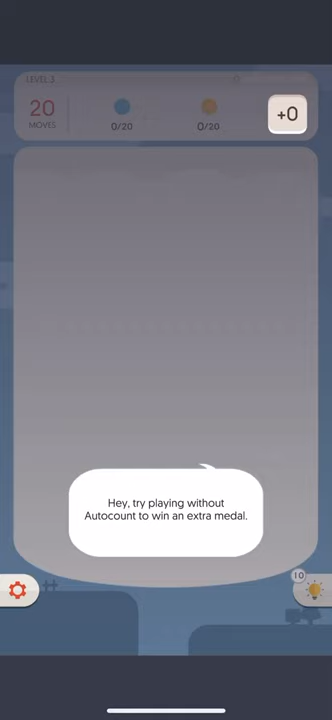 LEVEL 3
20
MOVES
0/20
0/20
+0
Hey, try playing without
Autocount to win an extra medal.
10